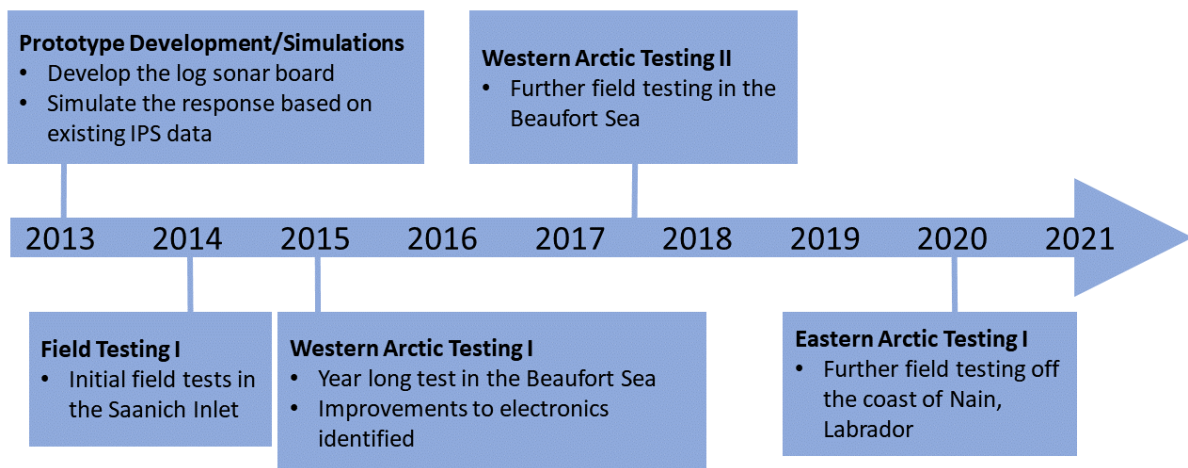 Prototype Development/Simulations
• Develop the log sonar board
• Simulate the response based on
existing IPS data
Western Arctic Testing II
• Further field testing in the
Beaufort Sea
2013 2014 2015 2016 2017 2018 2019 2020 2021
Field Testing I
• Initial field tests in
the Saanich Inlet
Western Arctic Testing I
• Year long test in the Beaufort Sea
• Improvements to electronics
identified
Eastern Arctic Testing I
• Further field testing off
the coast of Nain,
Labrador